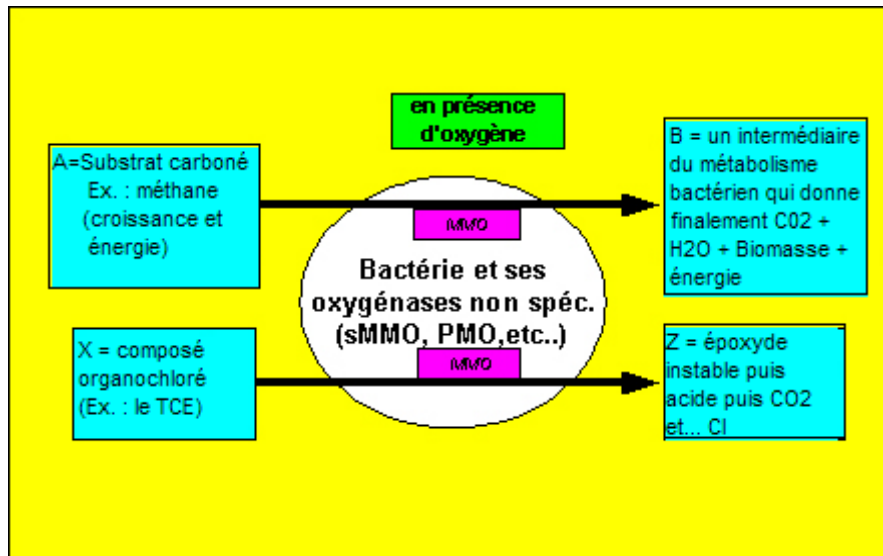 en présence
d'oxygène
A=Substrat carboné
Ex. : méthane
(croissance et
énergie)
MMO
B = un intermédiaire
du métabolisme
bactérien qui donne
finalement C02 +
H2O + Biomasse +
énergie
Bactérie et ses
oxygénases non spéc.
(sMMO, PMO,etc..)
X = composé
organochloré
(Ex. : le TCE)
MMO
Z = époxyde
instable puis
acide puis CO2
et... Cl